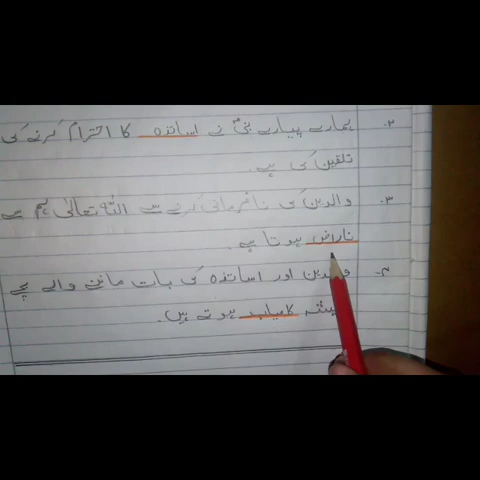 ۲. ہمارے پیارے نبیؐ نے اساتذہ کا احترام کرنے کی
تلقین کی ہے۔
۳. والدین کی نافرمانی کرنے سے اللہ تعالیٰ ہم سے
ناراض ہوتا ہے۔
۴. والدین اور اساتذہ کی بات ماننے والے بچے
کامیاب ہوتے ہیں۔